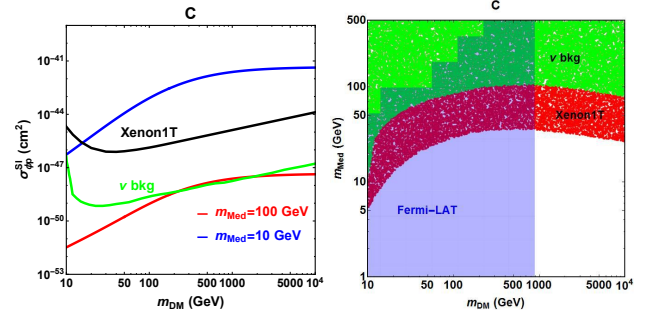 C
σ_ϕp^SI (cm²)
10⁻⁴¹
10⁻⁴⁴
10⁻⁴⁷
10⁻⁵⁰
10⁻⁵³
Xenon1T
ν bkg
m_Med=100 GeV
m_Med=10 GeV
10 50 100 500 1000 5000 10⁴
m_DM (GeV)
C
m_Med (GeV)
500
100
50
10
5
1
ν bkg
Xenon1T
Fermi−LAT
10 50 100 500 1000 5000 10⁴
m_DM (GeV)